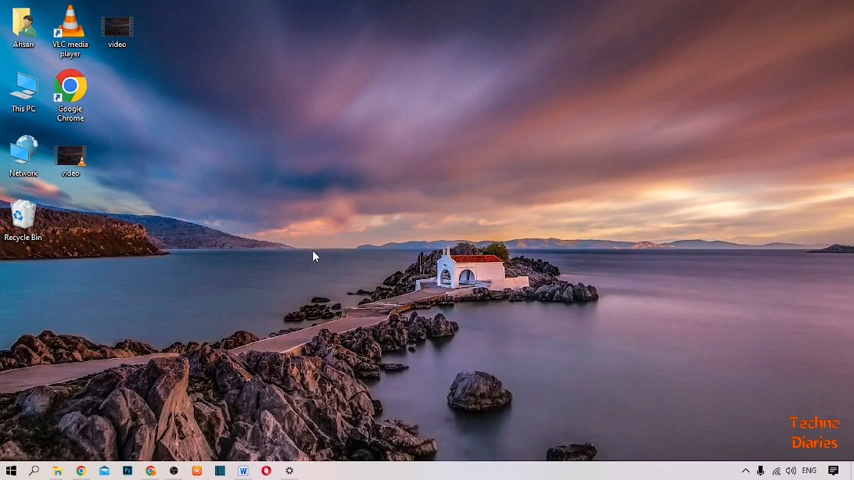 Ahsan
VLC media
player
video
This PC
Google
Chrome
Network
video
Recycle Bin
Techno
Diaries
ENG